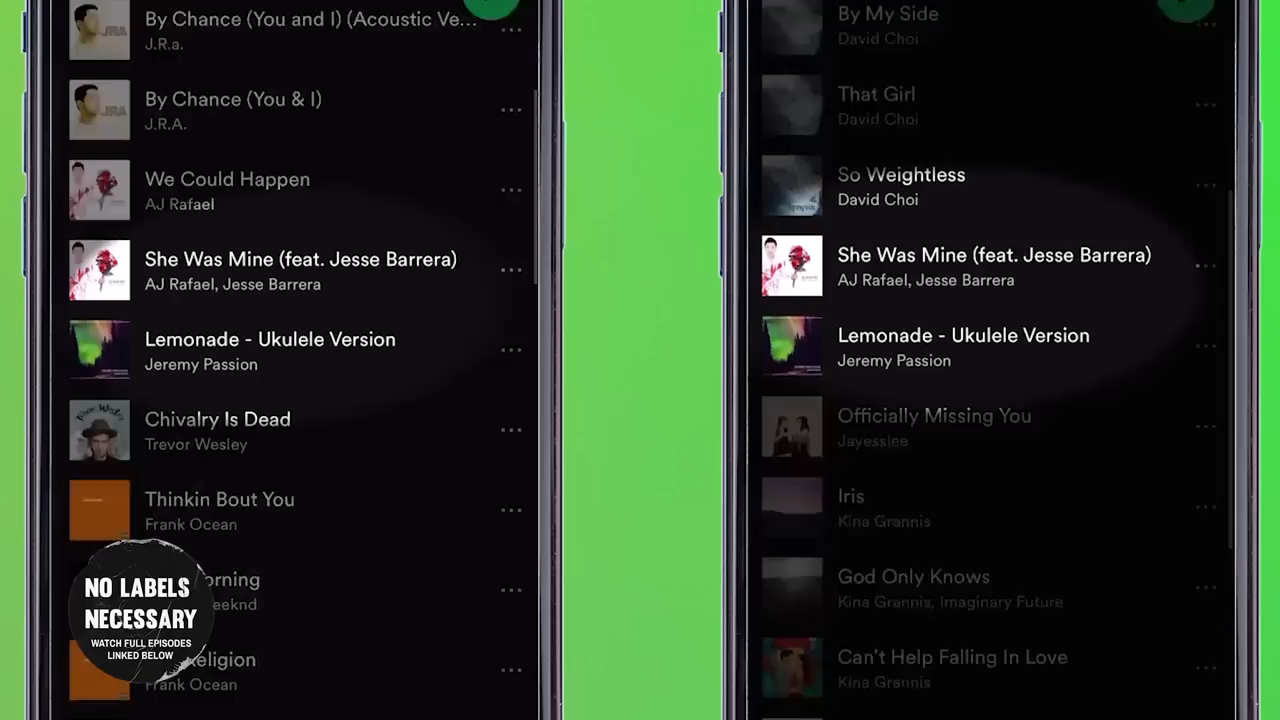 By Chance (You and I) (Acoustic Ve...
J.R.a.
By Chance (You & I)
J.R.A.
We Could Happen
AJ Rafael
She Was Mine (feat. Jesse Barrera)
AJ Rafael, Jesse Barrera
Lemonade - Ukulele Version
Jeremy Passion
Chivalry Is Dead
Trevor Wesley
Thinkin Bout You
Frank Ocean
orning
eeknd
eligion
Frank Ocean
NO LABELS
NECESSARY
WATCH FULL EPISODES
LINKED BELOW
By My Side
David Choi
That Girl
David Choi
So Weightless
David Choi
She Was Mine (feat. Jesse Barrera)
AJ Rafael, Jesse Barrera
Lemonade - Ukulele Version
Jeremy Passion
Officially Missing You
Jayesslee
Iris
Kina Grannis
God Only Knows
Kina Grannis, Imaginary Future
Can't Help Falling In Love
Kina Grannis